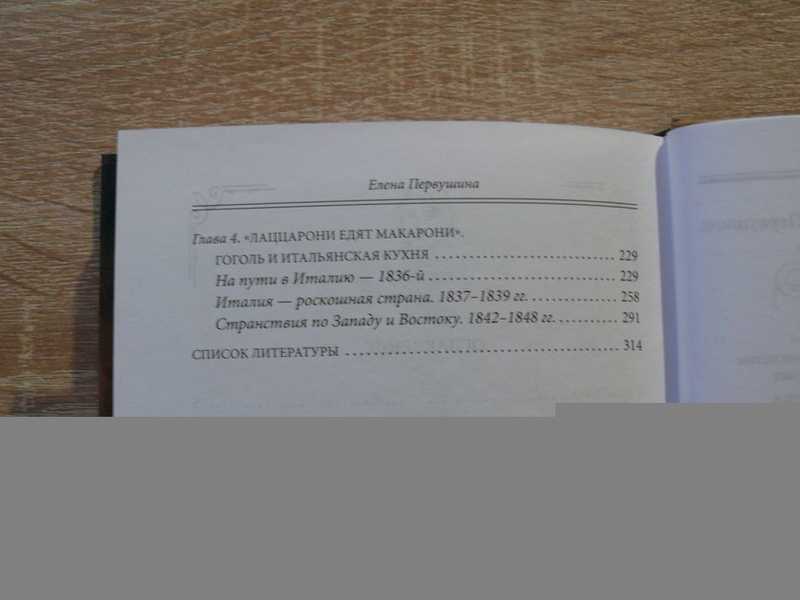 Елена Первушина
Глава 4. «ЛАЦЦАРОНИ ЕДЯТ МАКАРОНИ».
ГОГОЛЬ И ИТАЛЬЯНСКАЯ КУХНЯ 229
На пути в Италию — 1836-й 229
Италия — роскошная страна. 1837–1839 гг. 258
Странствия по Западу и Востоку. 1842–1848 гг. 291
СПИСОК ЛИТЕРАТУРЫ 314